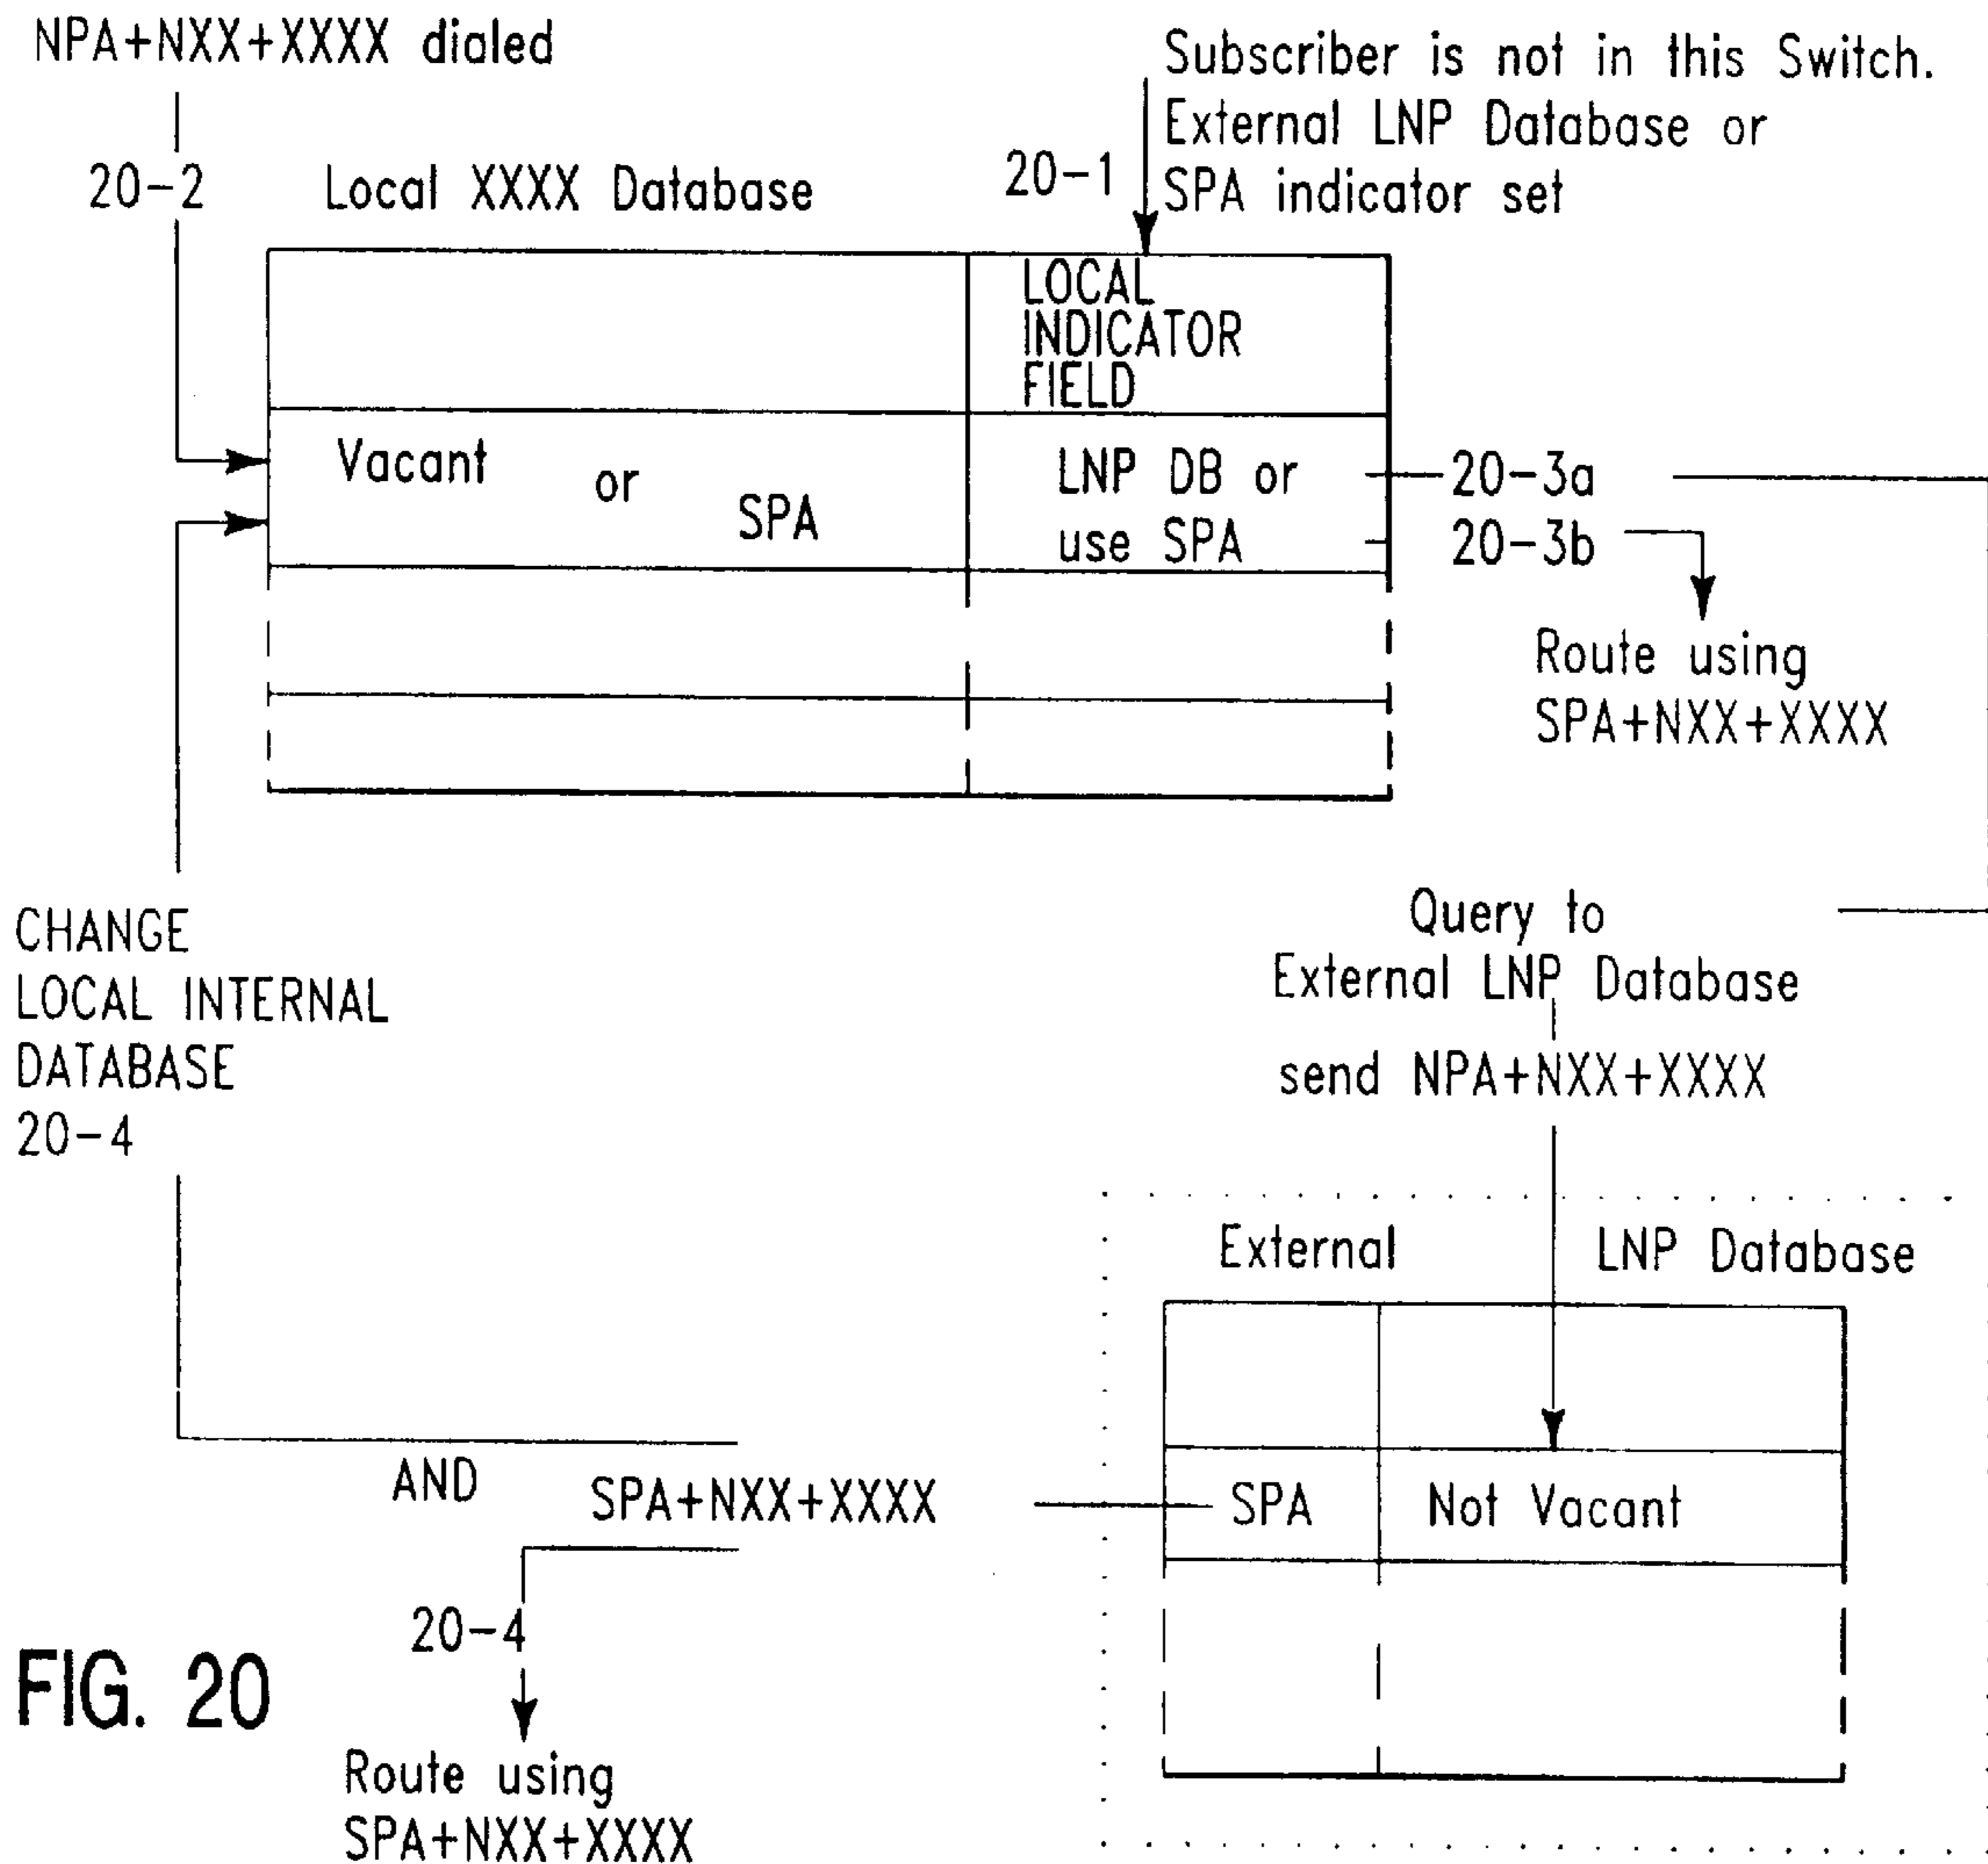 NPA+NXX+XXXX dialed
Subscriber is not in this Switch.
External LNP Database or
SPA indicator set
20-2
Local XXXX Database
20-1
LOCAL
INDICATOR
FIELD
Vacant or SPA
LNP DB or
use SPA
20-3a
20-3b
Route using
SPA+NXX+XXXX
CHANGE
LOCAL INTERNAL
DATABASE
20-4
Query to
External LNP Database
send NPA+NXX+XXXX
External LNP Database
SPA Not Vacant
AND
SPA+NXX+XXXX
20-4
Route using
SPA+NXX+XXXX
FIG. 20